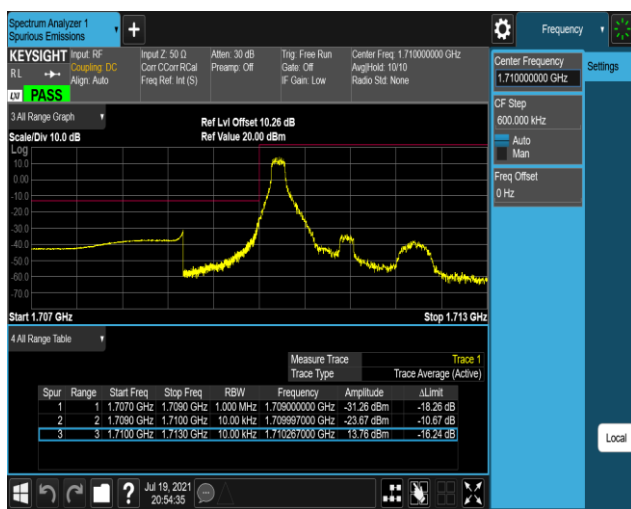 Spectrum Analyzer 1
Spurious Emissions
Frequency
KEYSIGHT Input: RF Input Z: 50 Ω Atten: 30 dB Trig: Free Run Center Freq: 1.710000000 GHz
RL Coupling: DC Corr CCorr RCal Preamp: Off Gate: Off Avg|Hold: 10/10
Align: Auto Freq Ref: Int (S) IF Gain: Low Radio Std: None
LXI PASS
Center Frequency
1.710000000 GHz
Settings
CF Step
600.000 kHz
Auto
Man
Freq Offset
0 Hz
3 All Range Graph
Ref Lvl Offset 10.26 dB
Scale/Div 10.0 dB Ref Value 20.00 dBm
Log
10.0
0.00
-10.0
-20.0
-30.0
-40.0
-50.0
-60.0
-70.0
Start 1.707 GHz Stop 1.713 GHz
4 All Range Table
Measure Trace Trace 1
Trace Type Trace Average (Active)
Spur Range Start Freq Stop Freq RBW Frequency Amplitude ΔLimit
1 1 1.7070 GHz 1.7090 GHz 1.000 MHz 1.709000000 GHz -31.26 dBm -18.26 dB
2 2 1.7090 GHz 1.7100 GHz 10.00 kHz 1.709997000 GHz -23.67 dBm -10.67 dB
3 3 1.7100 GHz 1.7130 GHz 10.00 kHz 1.710267000 GHz 13.76 dBm -16.24 dB
Local
Jul 19, 2021
20:54:35